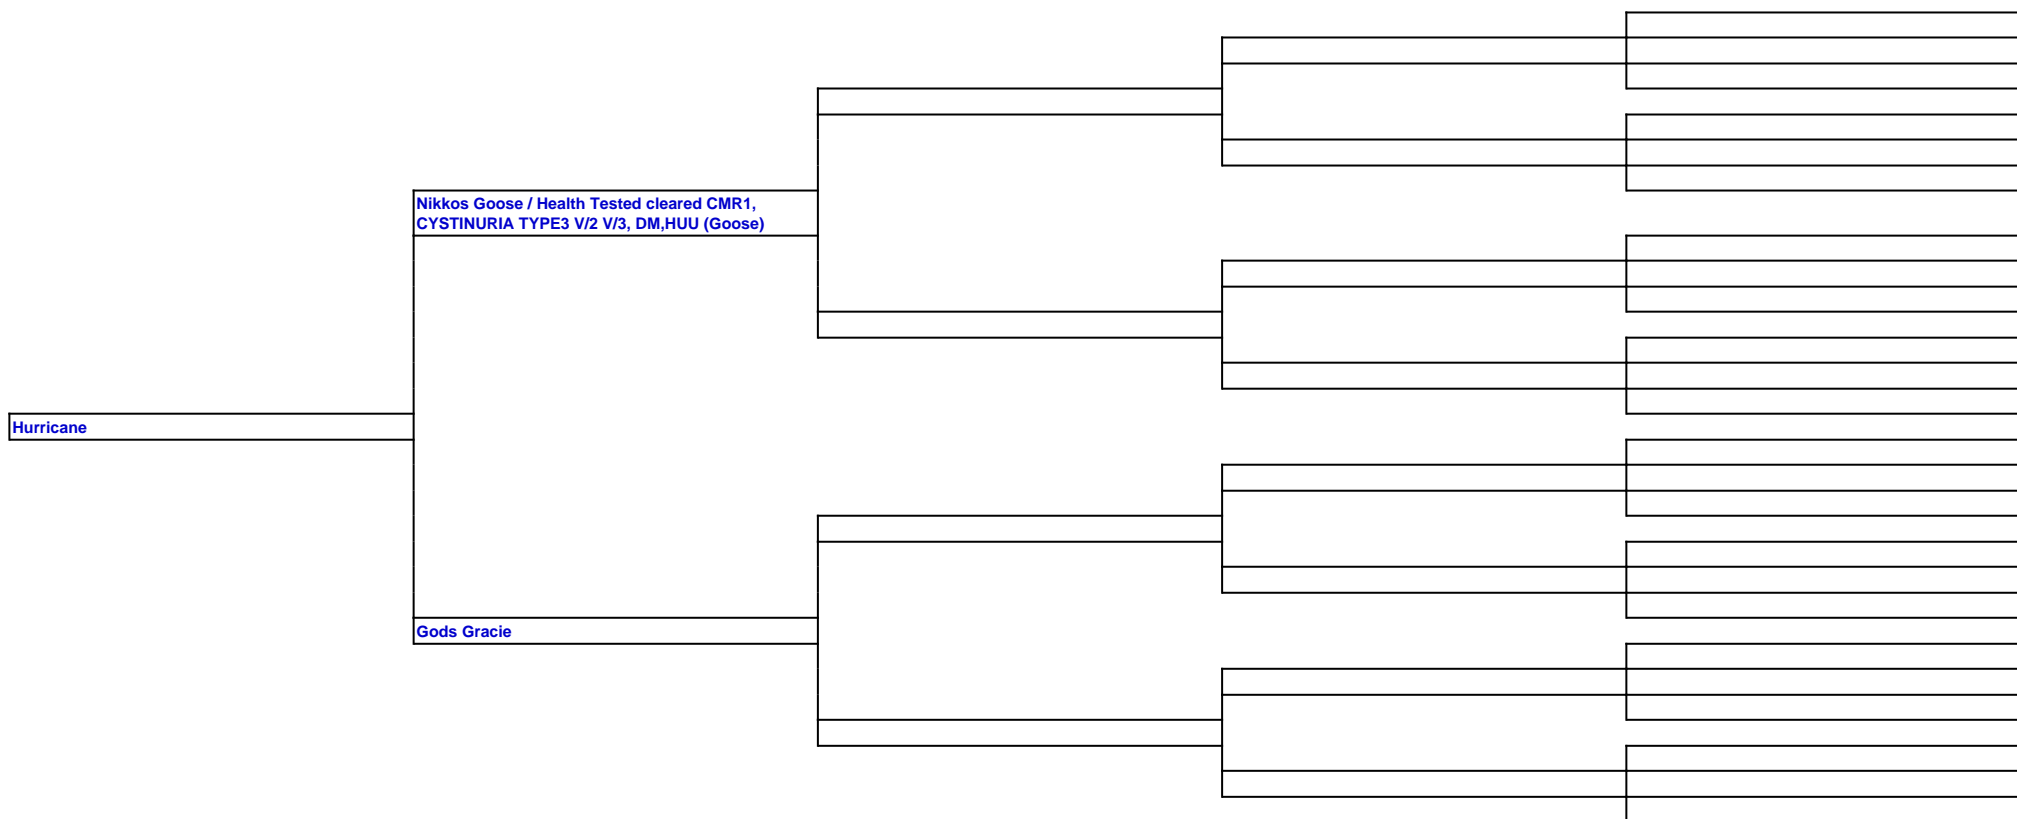 Nikkos Goose / Health Tested cleared CMR1,
CYSTINURIA TYPE3 V/2 V/3, DM,HUU (Goose)
Hurricane
Gods Gracie